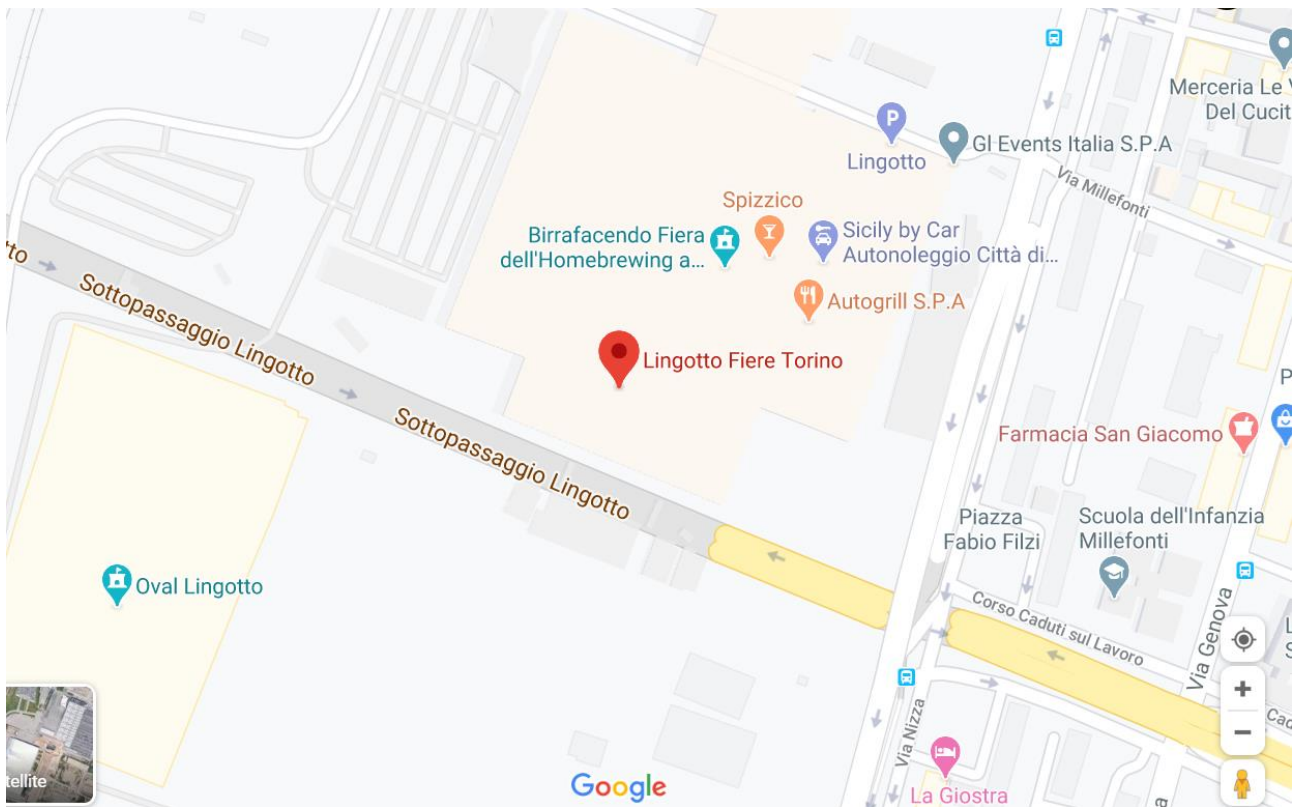 Merceria Le V
Del Cucit
P
Lingotto
GI Events Italia S.P.A
Via Millefonti
Spizzico
Birrafacendo Fiera
dell'Homebrewing a...
Sicily by Car
Autonoleggio Città di...
Autogrill S.P.A
tto
Sottopassaggio Lingotto
Lingotto Fiere Torino
P
Sottopassaggio Lingotto
Farmacia San Giacomo
Piazza
Fabio Filzi
Scuola dell'Infanzia
Millefonti
Oval Lingotto
Corso Caduti sul Lavoro
Via Genova
L
S
Via Nizza
Cad
tellite
Google
La Giostra
a
a